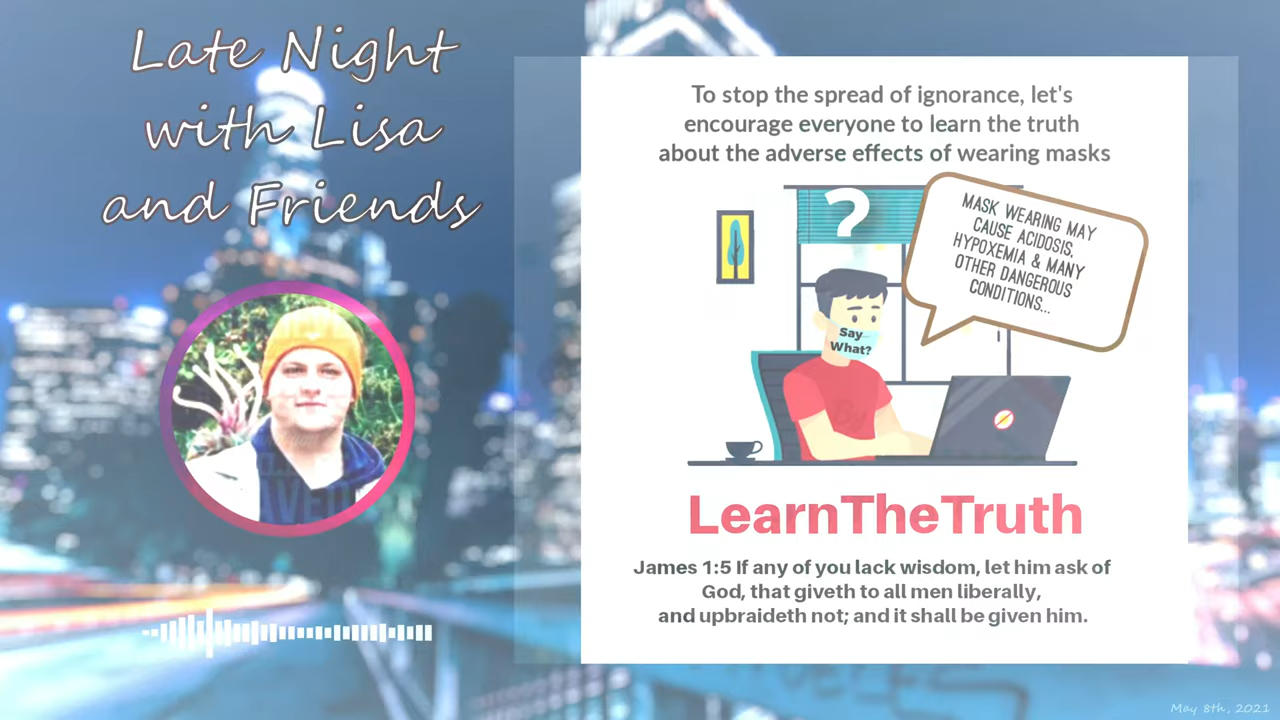 Late Night
with Lisa
and Friends
To stop the spread of ignorance, let's
encourage everyone to learn the truth
about the adverse effects of wearing masks
?
MASK WEARING MAY
CAUSE ACIDOSIS,
HYPOXEMIA & MANY
OTHER DANGEROUS
CONDITIONS...
Say
What?
LearnTheTruth
James 1:5 If any of you lack wisdom, let him ask of
God, that giveth to all men liberally,
and upbraideth not; and it shall be given him.
May 8th, 2021